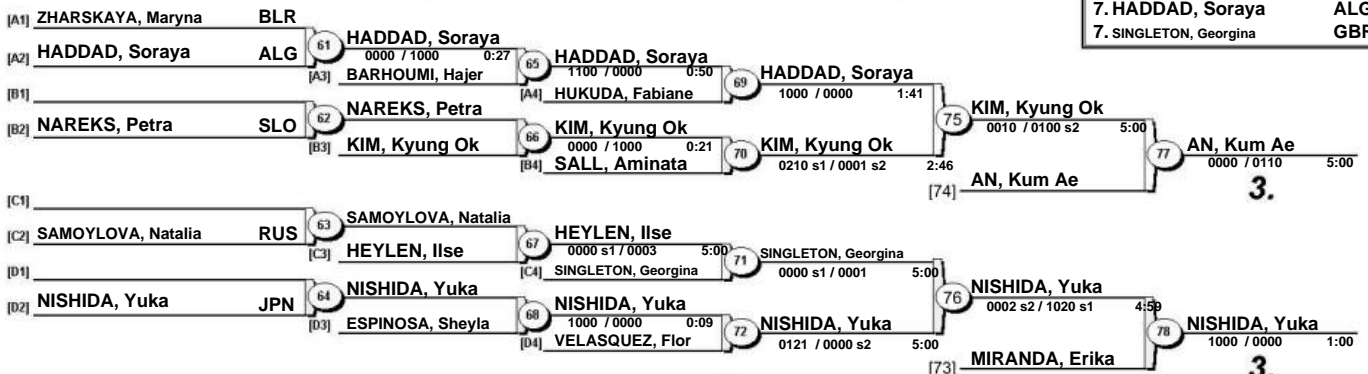 7. HADDAD, Soraya ALG
7. SINGLETON, Georgina GBR
[A1] ZHARSKAYA, Maryna BLR
[A2] HADDAD, Soraya ALG
61 HADDAD, Soraya
0000 / 1000 0:27
[A3] BARHOUMI, Hajer
65 HADDAD, Soraya
1100 / 0000 0:50
[A4] HUKUDA, Fabiane
69 HADDAD, Soraya
1000 / 0000 1:41
[B1]
[B2] NAREKS, Petra SLO
62 NAREKS, Petra
[B3] KIM, Kyung Ok
66 KIM, Kyung Ok
0000 / 1000 0:21
[B4] SALL, Aminata
70 KIM, Kyung Ok
0210 s1 / 0001 s2 2:46
75 KIM, Kyung Ok
0010 / 0100 s2 5:00
[74] AN, Kum Ae
77 AN, Kum Ae
0000 / 0110 5:00
3.
[C1]
[C2] SAMOYLOVA, Natalia RUS
63 SAMOYLOVA, Natalia
[C3] HEYLEN, Ilse
67 HEYLEN, Ilse
0000 s1 / 0003 5:00
[C4] SINGLETON, Georgina
71 SINGLETON, Georgina
0000 s1 / 0001 5:00
[D1]
[D2] NISHIDA, Yuka JPN
64 NISHIDA, Yuka
[D3] ESPINOSA, Sheyla
68 NISHIDA, Yuka
1000 / 0000 0:09
[D4] VELASQUEZ, Flor
72 NISHIDA, Yuka
0121 / 0000 s2 5:00
76 NISHIDA, Yuka
0002 s2 / 1020 s1 4:59
[73] MIRANDA, Erika
78 NISHIDA, Yuka
1000 / 0000 1:00
3.